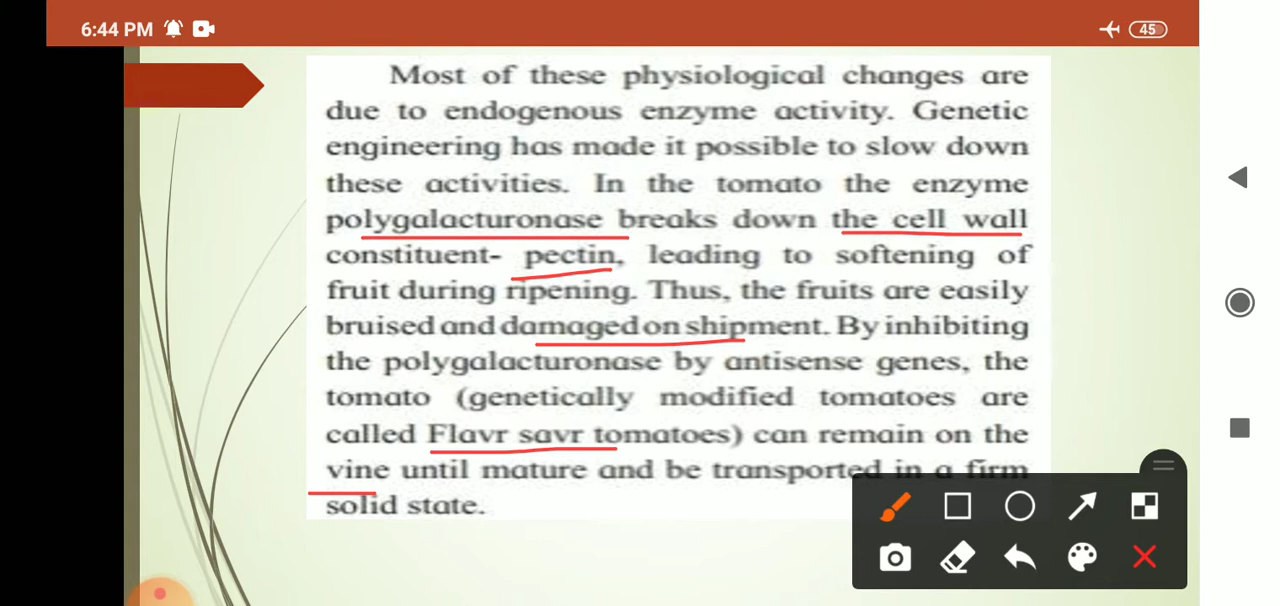 6:44 PM
45
Most of these physiological changes are
due to endogenous enzyme activity. Genetic
engineering has made it possible to slow down
these activities. In the tomato the enzyme
polygalacturonase breaks down the cell wall
constituent- pectin, leading to softening of
fruit during ripening. Thus, the fruits are easily
bruised and damaged on shipment. By inhibiting
the polygalacturonase by antisense genes, the
tomato (genetically modified tomatoes are
called Flavr savr tomatoes) can remain on the
vine until mature and be transported in a firm
solid state.